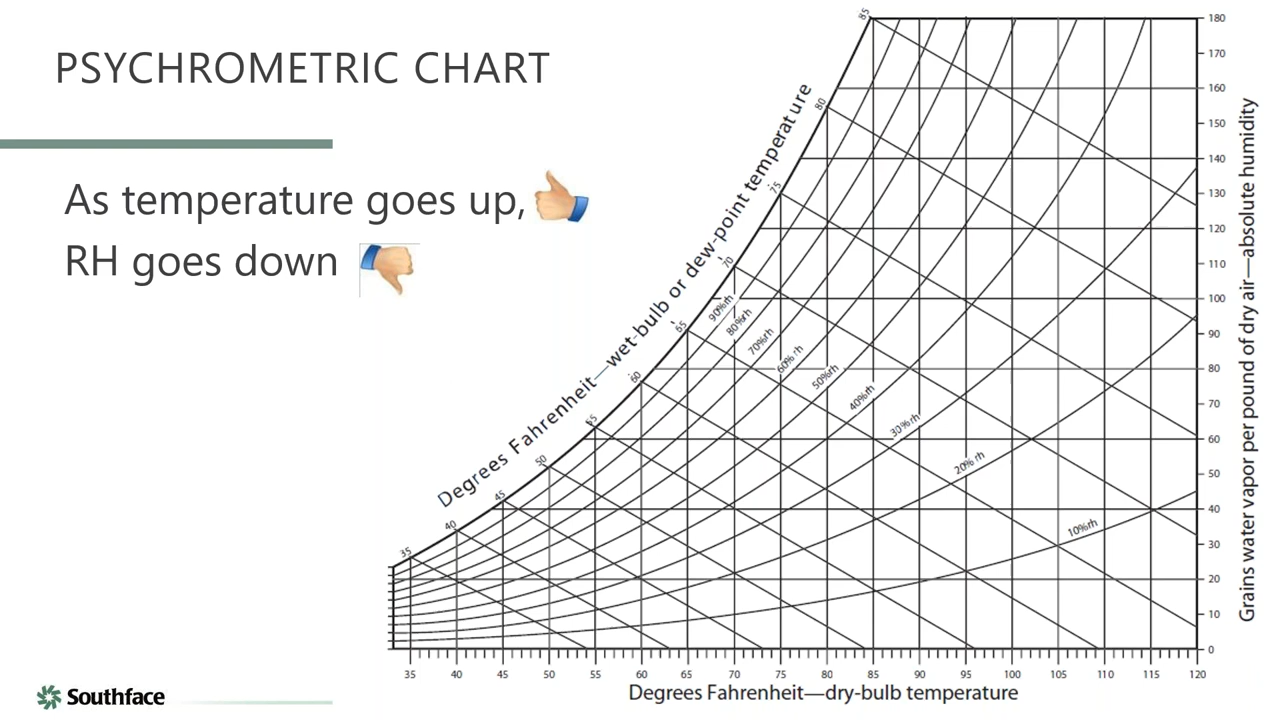 PSYCHROMETRIC CHART
As temperature goes up,
RH goes down
Degrees Fahrenheit—wet-bulb or dew-point temperature
35
40
45
50
55
60
65
70
75
80
85
90%rh
80%rh
70%rh
60% rh
50%rh
40%rh
30% rh
20% rh
10%rh
180
170
160
150
140
130
120
110
100
90
80
70
60
50
40
30
20
10
0
Grains water vapor per pound of dry air—absolute humidity
35 40 45 50 55 60 65 70 75 80 85 90 95 100 105 110 115 120
Degrees Fahrenheit—dry-bulb temperature
Southface